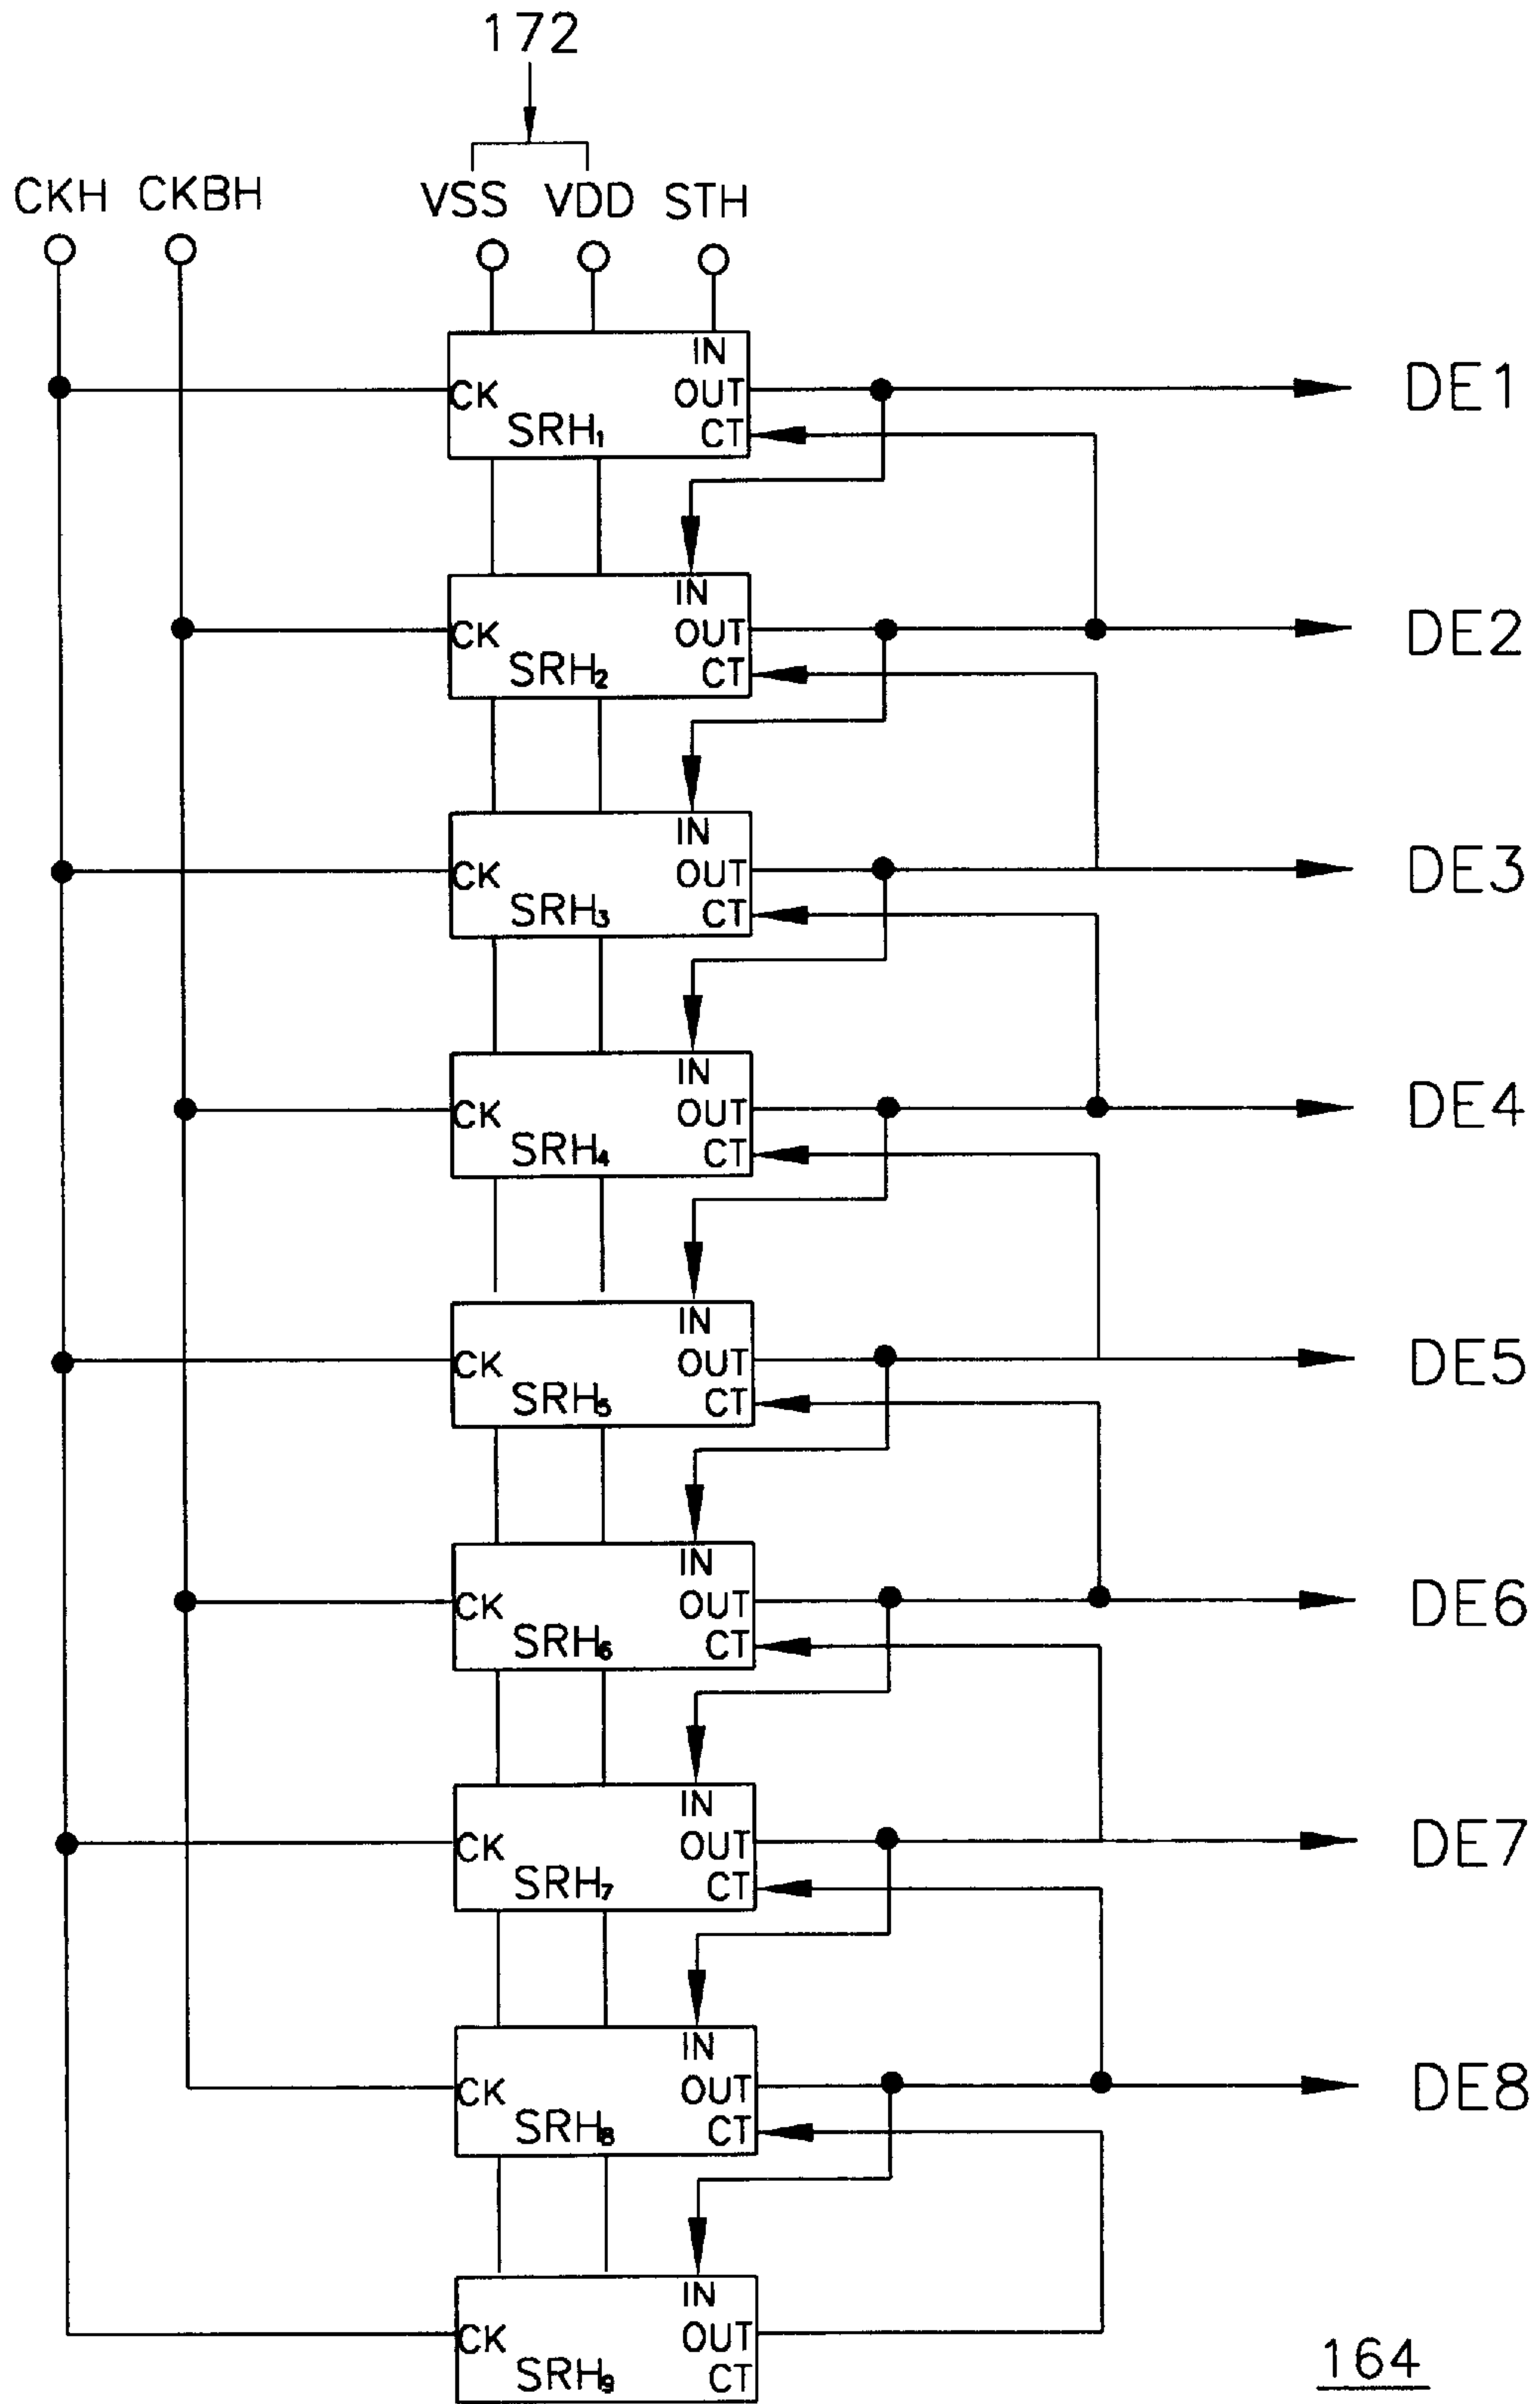 172
CKH CKBH VSS VDD STH
IN
CK OUT DE1
SRH₁ CT
IN
CK OUT DE2
SRH₂ CT
IN
CK OUT DE3
SRH₃ CT
IN
CK OUT DE4
SRH₄ CT
IN
CK OUT DE5
SRH₅ CT
IN
CK OUT DE6
SRH₆ CT
IN
CK OUT DE7
SRH₇ CT
IN
CK OUT DE8
SRH₈ CT
IN
CK OUT
SRH₉ CT
164